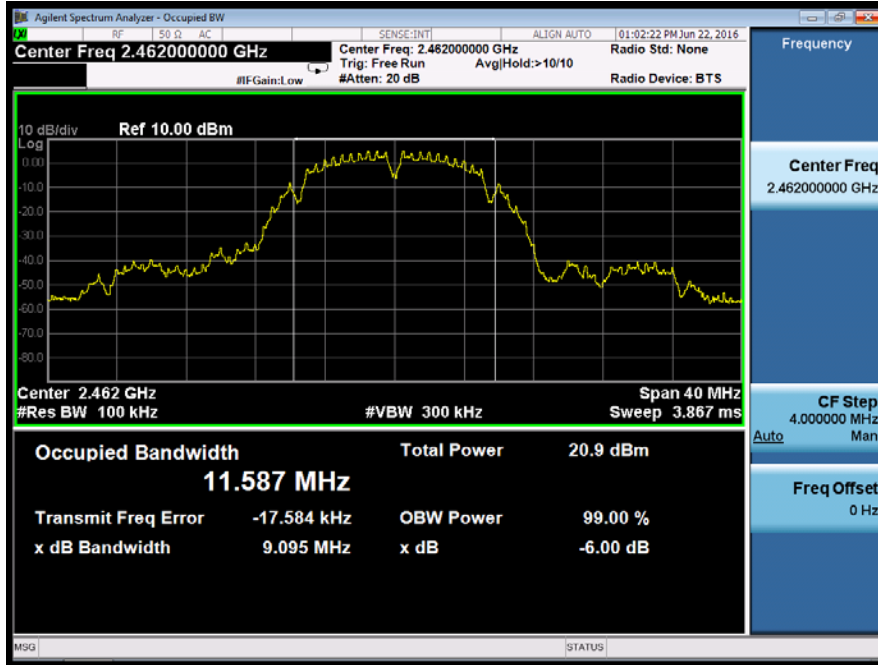 Agilent Spectrum Analyzer - Occupied BW
RF 50 Ω AC SENSE:INT ALIGN AUTO 01:02:22 PM Jun 22, 2016
Center Freq 2.462000000 GHz
Center Freq: 2.462000000 GHz Radio Std: None
Trig: Free Run Avg|Hold:>10/10
#IFGain:Low #Atten: 20 dB Radio Device: BTS
10 dB/div Ref 10.00 dBm
Log
0.00
-10.0
-20.0
-30.0
-40.0
-50.0
-60.0
-70.0
-80.0
Center 2.462 GHz Span 40 MHz
#Res BW 100 kHz #VBW 300 kHz Sweep 3.867 ms
Occupied Bandwidth Total Power 20.9 dBm
11.587 MHz
Transmit Freq Error -17.584 kHz OBW Power 99.00 %
x dB Bandwidth 9.095 MHz x dB -6.00 dB
MSG STATUS
Frequency
Center Freq
2.462000000 GHz
CF Step
4.000000 MHz
Auto Man
Freq Offset
0 Hz